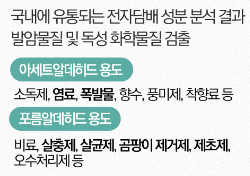 국내에 유통되는 전자담배 성분 분석 결과
발암물질 및 독성 화학물질 검출
아세트알데히드 용도
소독제, 염료, 폭발물, 향수, 풍미제, 착향료 등
포름알데히드 용도
비료, 살충제, 살균제, 곰팡이 제거제, 제초제,
오수처리제 등